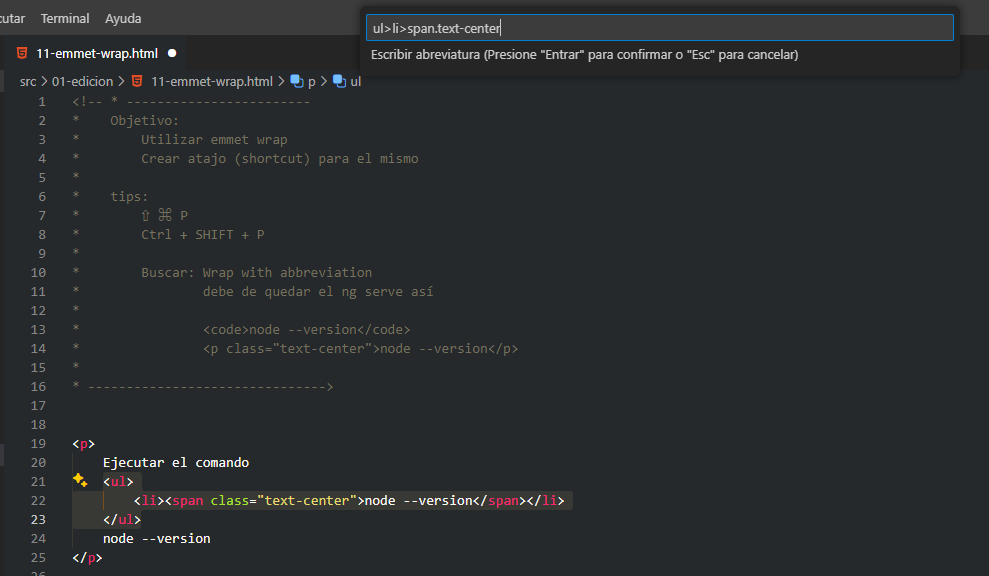 cutar Terminal Ayuda
ul>li>span.text-center
Escribir abreviatura (Presione "Entrar" para confirmar o "Esc" para cancelar)
11-emmet-wrap.html ●
src > 01-edicion > 11-emmet-wrap.html > p > ul
1 <!-- * ------------------------
2 * Objetivo:
3 * Utilizar emmet wrap
4 * Crear atajo (shortcut) para el mismo
5 *
6 * tips:
7 * ⇧ ⌘ P
8 * Ctrl + SHIFT + P
9 *
10 * Buscar: Wrap with abbreviation
11 * debe de quedar el ng serve así
12 *
13 * <code>node --version</code>
14 * <p class="text-center">node --version</p>
15 *
16 * ------------------------------->
17
18
19 <p>
20 Ejecutar el comando
21 <ul>
22 <li><span class="text-center">node --version</span></li>
23 </ul>
24 node --version
25 </p>
26